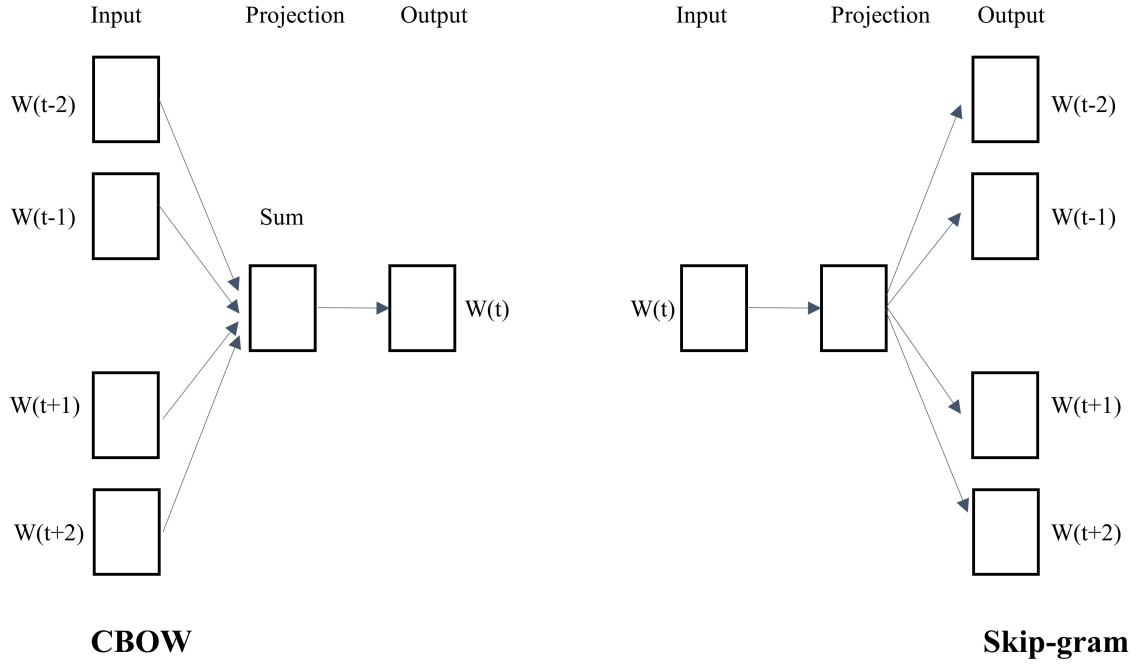 Input Projection Output
W(t-2)
W(t-1)
Sum
W(t)
W(t+1)
W(t+2)
CBOW
Input Projection Output
W(t-2)
W(t-1)
W(t)
W(t+1)
W(t+2)
Skip-gram